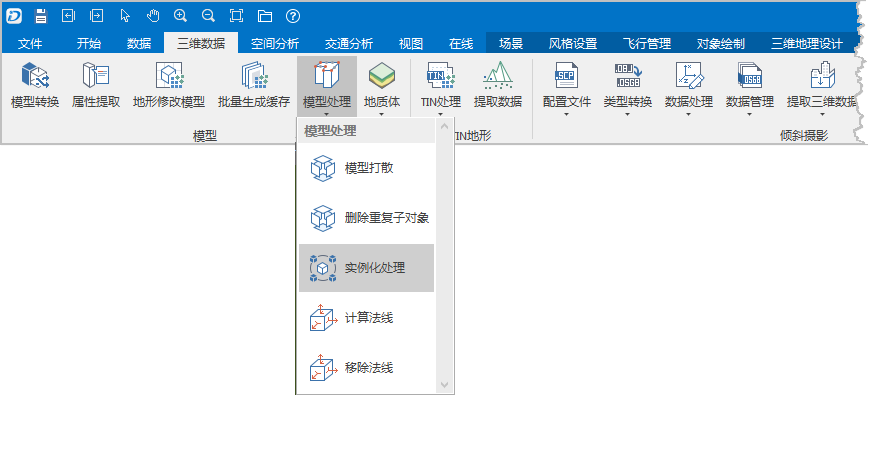 文件 开始 数据 三维数据 空间分析 交通分析 视图 在线 场景 风格设置 飞行管理 对象绘制 三维地理设计
TIN .SCP .OBJ .OSGB OSGB
模型转换 属性提取 地形修改模型 批量生成缓存 模型处理 地质体 TIN处理 提取数据 配置文件 类型转换 数据处理 数据管理 提取三维数据
模型 TIN地形 倾斜摄影
模型处理
模型打散
删除重复子对象
实例化处理
计算法线
移除法线